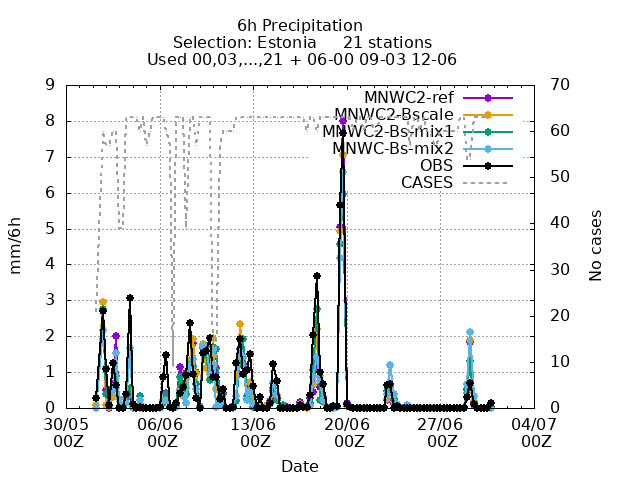 6h Precipitation
Selection: Estonia 21 stations
Used 00,03,...,21 + 06-00 09-03 12-06
9
8
7
6
5
4
3
2
1
0
70
60
50
40
30
20
10
0
mm/6h
No cases
MNWC2-ref
MNWC2-Bscale
MNWC2-Bsmix1
MNWC-Bs-mix2
OBS
CASES
30/05 06/06 13/06 20/06 27/06 04/07
00Z 00Z 00Z 00Z 00Z 00Z
Date